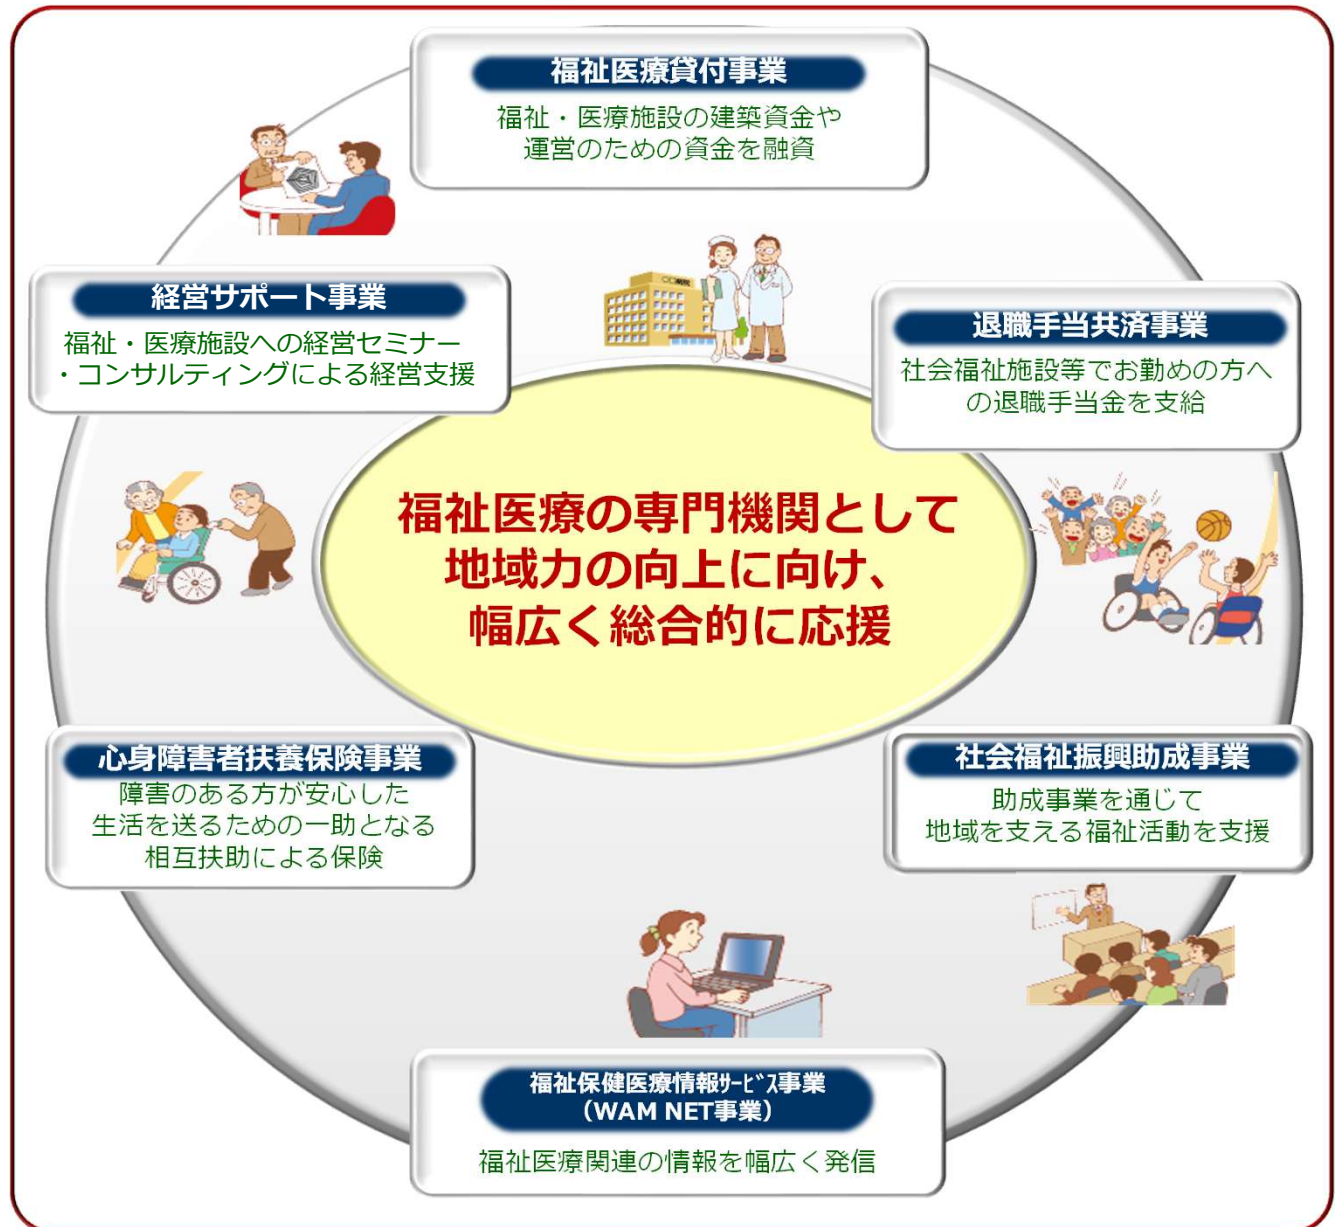 福祉医療貸付事業
福祉・医療施設の建築資金や
運営のための資金を融資
経営サポート事業
福祉・医療施設への経営セミナー
・コンサルティングによる経営支援
退職手当共済事業
社会福祉施設等でお勤めの方へ
の退職手当金を支給
福祉医療の専門機関として
地域力の向上に向け、
幅広く総合的に応援
心身障害者扶養保険事業
障害のある方が安心した
生活を送るための一助となる
相互扶助による保険
社会福祉振興助成事業
助成事業を通じて
地域を支える福祉活動を支援
福祉保健医療情報ｻｰﾋﾞｽ事業
（WAM NET事業）
福祉医療関連の情報を幅広く発信